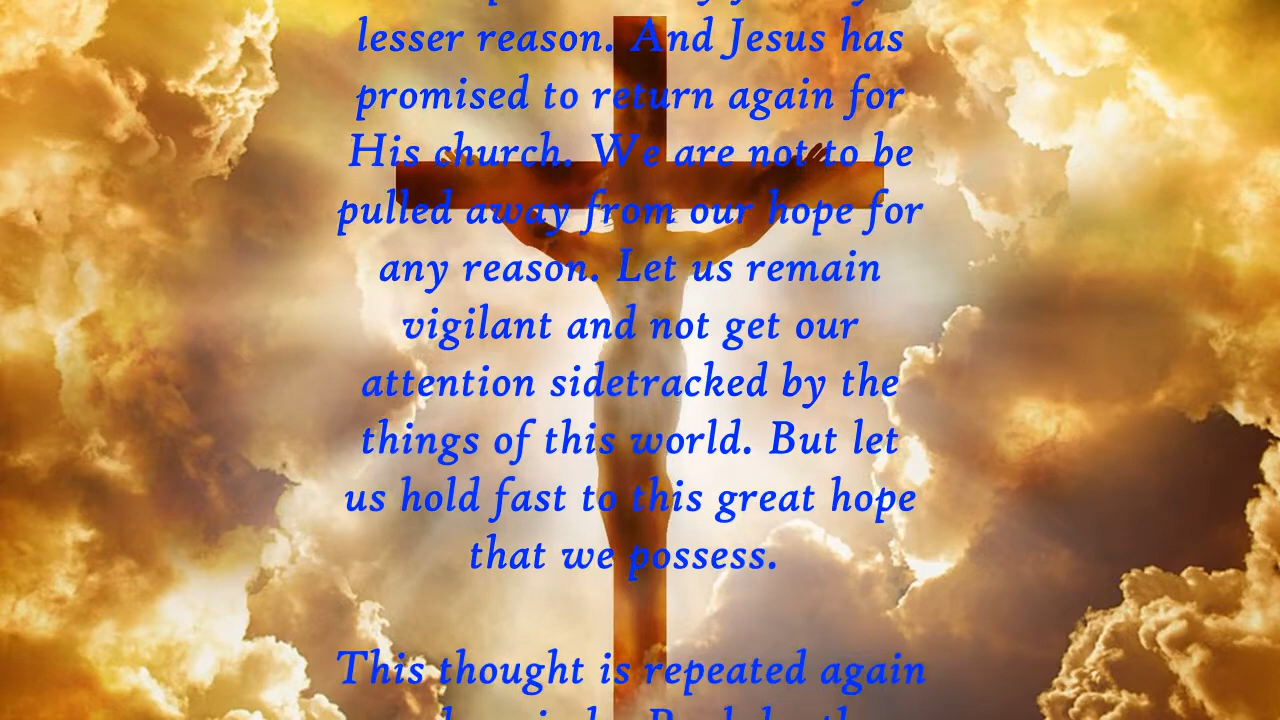 lesser reason. And Jesus has
promised to return again for
His church. We are not to be
pulled away from our hope for
any reason. Let us remain
vigilant and not get our
attention sidetracked by the
things of this world. But let
us hold fast to this great hope
that we possess.
This thought is repeated again